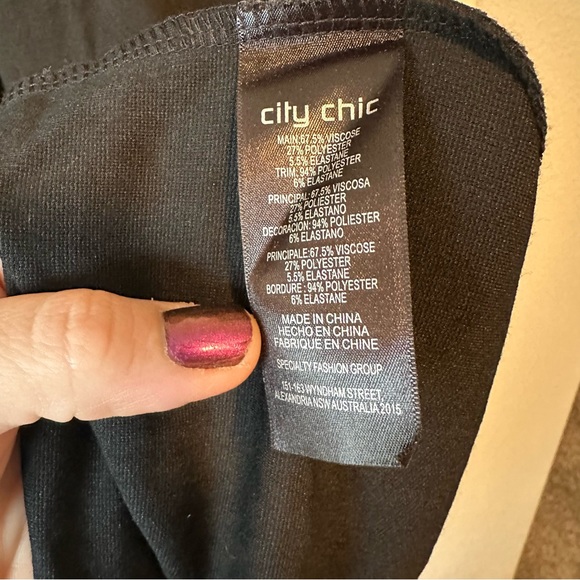 city chic
MAIN:67.5% VISCOSE
27% POLYESTER
5.5% ELASTANE
TRIM: 94% POLYESTER
6% ELASTANE
PRINCIPAL:67.5% VISCOSA
27% POLIESTER
5.5% ELASTANO
DECORACION: 94% POLIESTER
6% ELASTANO
PRINCIPALE:67.5% VISCOSE
27% POLYESTER
5.5% ELASTANE
BORDURE : 94% POLYESTER
6% ELASTANE
MADE IN CHINA
HECHO EN CHINA
FABRIQUE EN CHINE
SPECIALTY FASHION GROUP
151-163 WYNDHAM STREET,
ALEXANDRIA NSW AUSTRALIA 2015